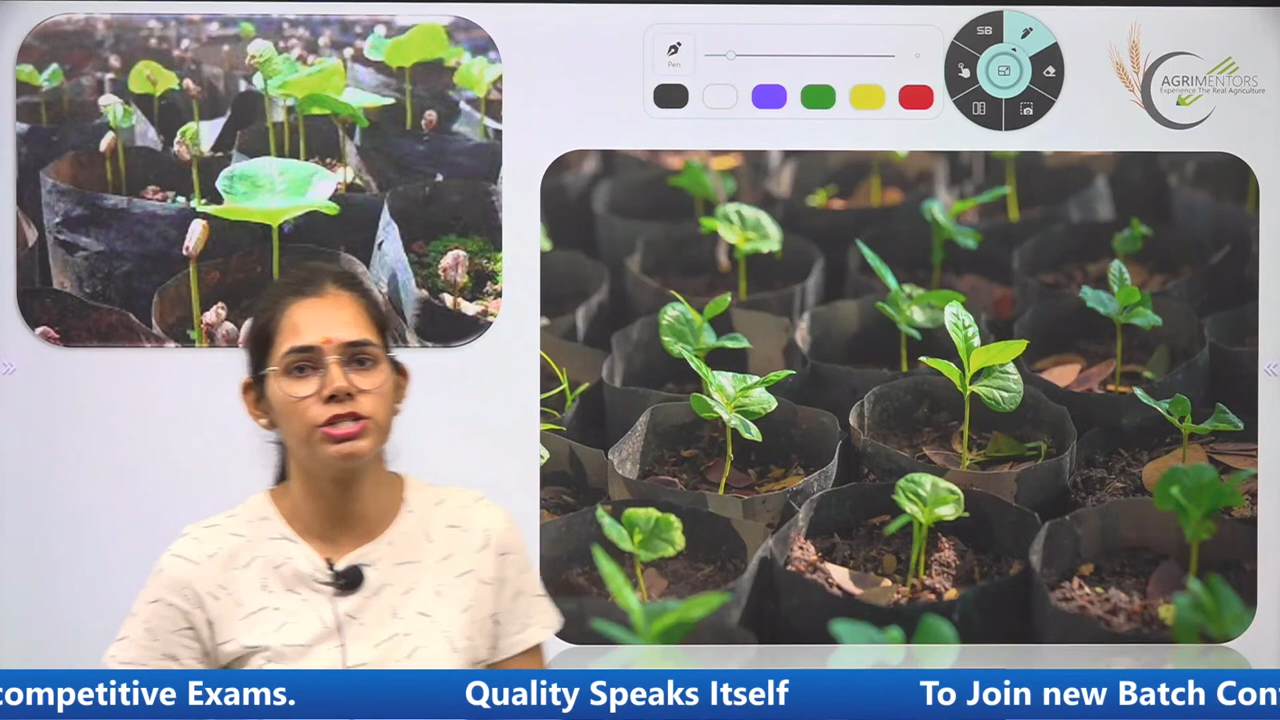 Pen
SB
AGRIMENTORS
Experience The Real Agriculture
competitive Exams.
Quality Speaks Itself
To Join new Batch Con